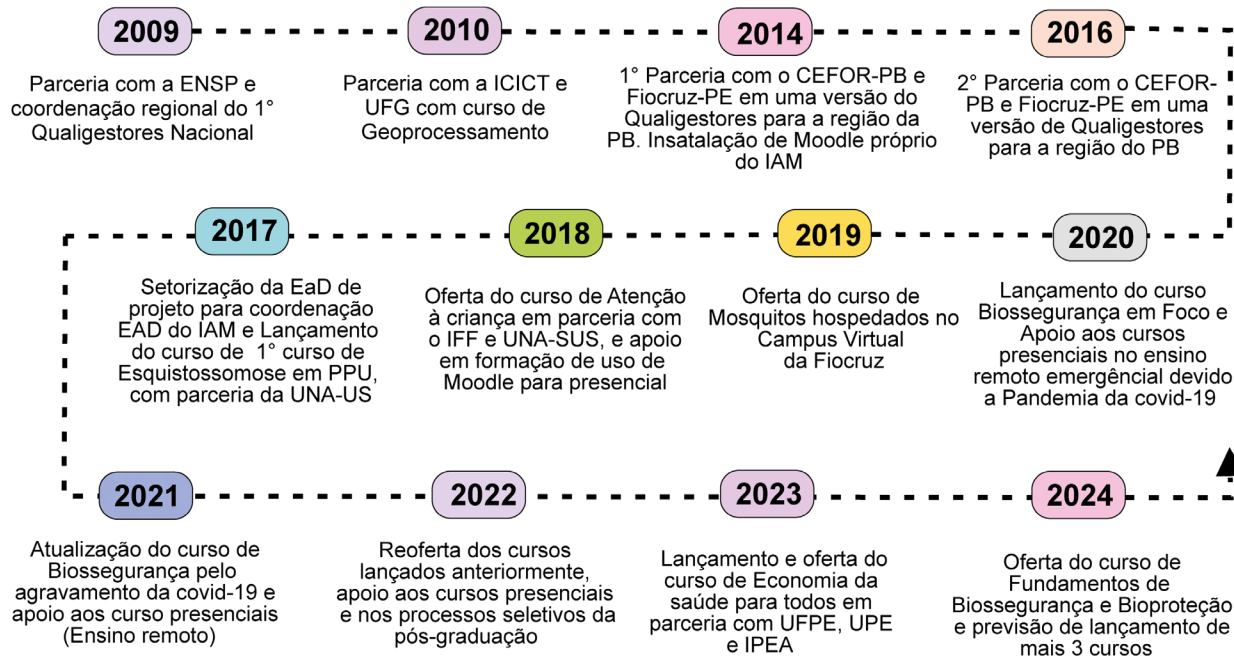 2009
Parceria com a ENSP e
coordenação regional do 1°
Qualigestores Nacional
2010
Parceria com a ICICT e
UFG com curso de
Geoprocessamento
2014
1° Parceria com o CEFOR-PB e
Fiocruz-PE em uma versão do
Qualigestores para a região da
PB. Insatalação de Moodle próprio
do IAM
2016
2° Parceria com o CEFOR-
PB e Fiocruz-PE em uma
versão de Qualigestores
para a região do PB
2017
Setorização da EaD de
projeto para coordenação
EAD do IAM e Lançamento
do curso de 1° curso de
Esquistossomose em PPU,
com parceria da UNA-US
2018
Oferta do curso de Atenção
à criança em parceria com
o IFF e UNA-SUS, e apoio
em formação de uso de
Moodle para presencial
2019
Oferta do curso de
Mosquitos hospedados no
Campus Virtual
da Fiocruz
2020
Lançamento do curso
Biossegurança em Foco e
Apoio aos cursos
presenciais no ensino
remoto emergêncial devido
a Pandemia da covid-19
2021
Atualização do curso de
Biossegurança pelo
agravamento da covid-19 e
apoio aos curso presenciais
(Ensino remoto)
2022
Reoferta dos cursos
lançados anteriormente,
apoio aos cursos presenciais
e nos processos seletivos da
pós-graduação
2023
Lançamento e oferta do
curso de Economia da
saúde para todos em
parceria com UFPE, UPE
e IPEA
2024
Oferta do curso de
Fundamentos de
Biossegurança e Bioproteção
e previsão de lançamento de
mais 3 cursos